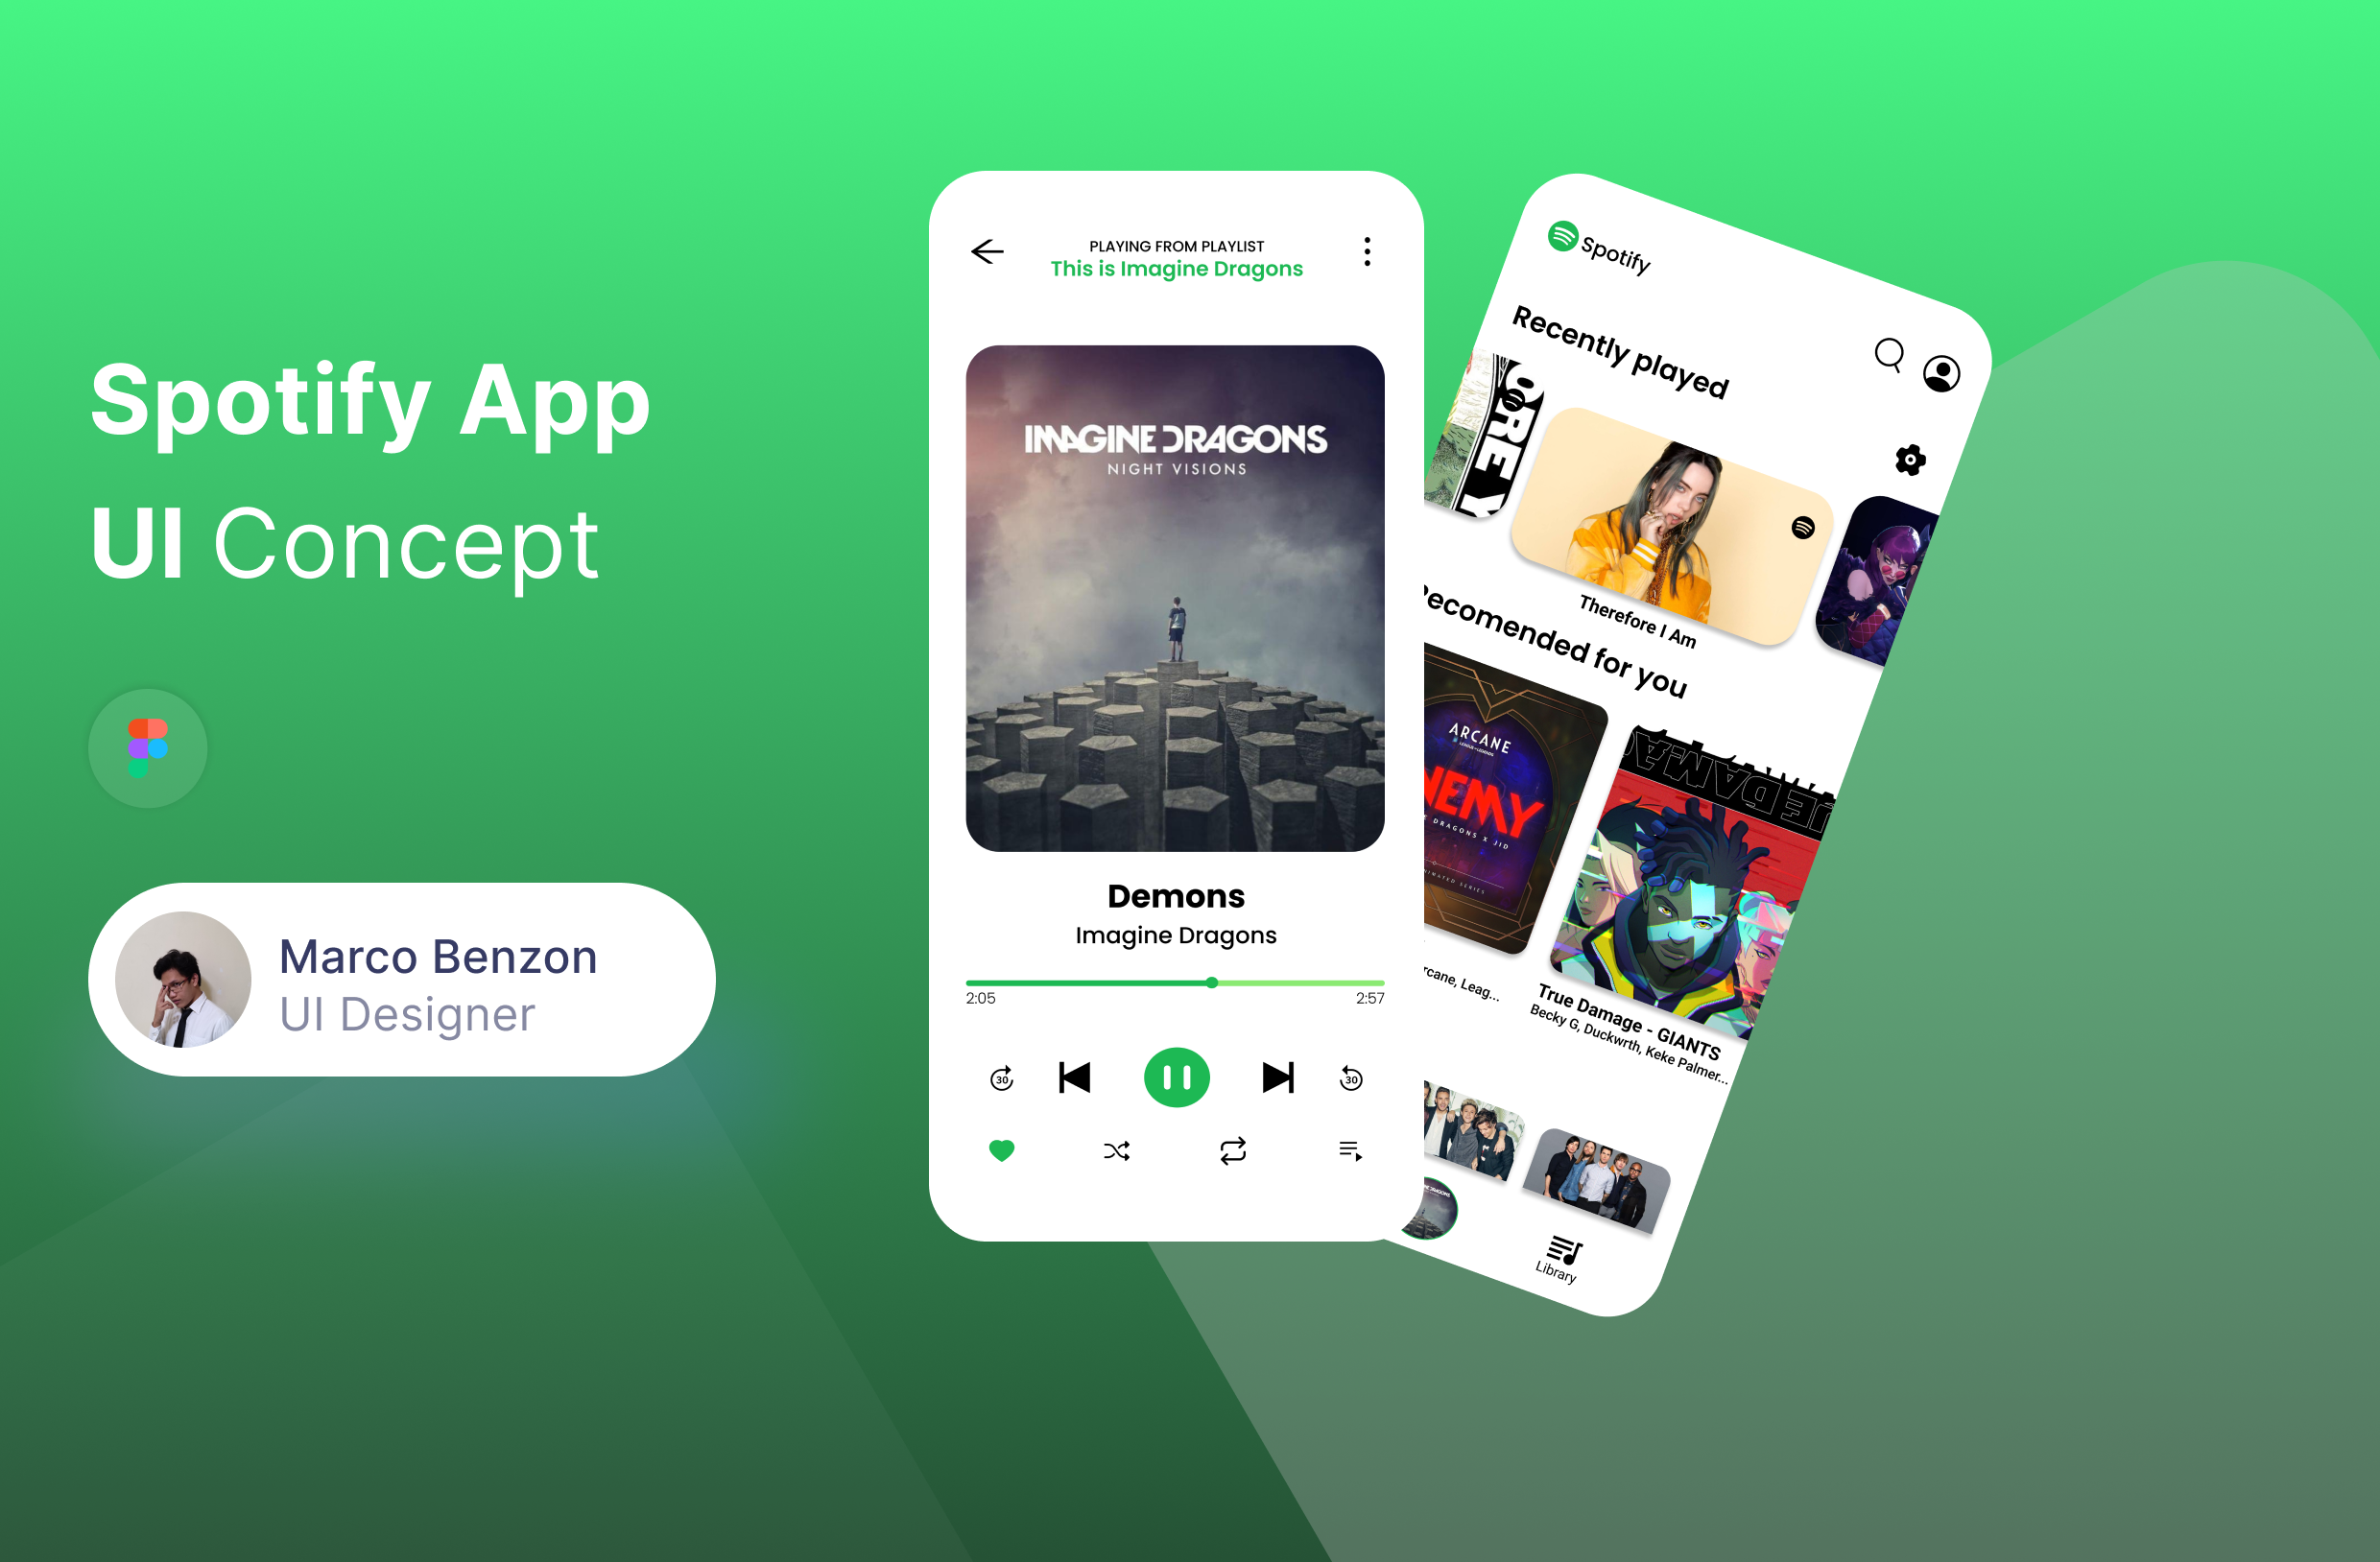 Spotify App
UI Concept
Marco Benzon
UI Designer
PLAYING FROM PLAYLIST
This is Imagine Dragons
IMAGINE DRAGONS
NIGHT VISIONS
Demons
Imagine Dragons
2:05
2:57
30
30
Spotify
Recently played
Therefore I Am
ecomended for you
ARCANE
NEMY
DRAGONS X JID
True Damage - GIANTS
Becky G, Duckwrth, Keke Palmer...
rcane, Leag...
Library